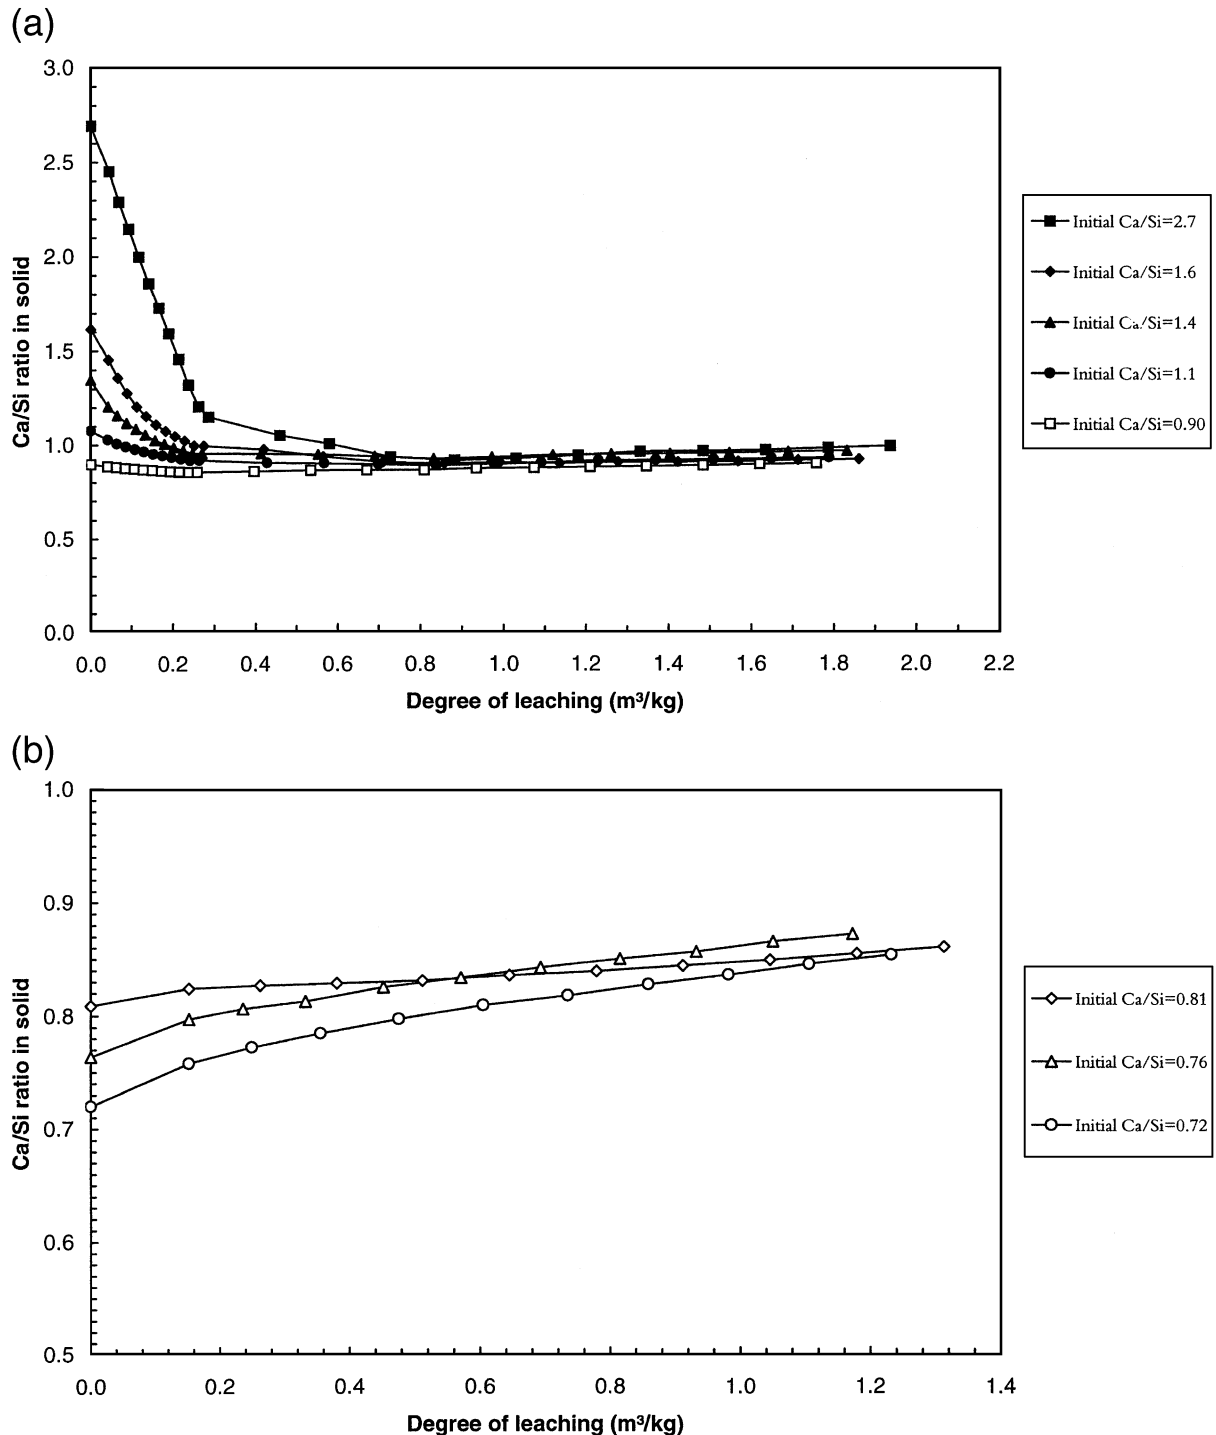 (a)
3.0
2.5
2.0
1.5
1.0
0.5
0.0
Ca/Si ratio in solid
0.0 0.2 0.4 0.6 0.8 1.0 1.2 1.4 1.6 1.8 2.0 2.2
Degree of leaching (m³/kg)
Initial Ca/Si=2.7
Initial Ca/Si=1.6
Initial Ca/Si=1.4
Initial Ca/Si=1.1
Initial Ca/Si=0.90
(b)
1.0
0.9
0.8
0.7
0.6
0.5
Ca/Si ratio in solid
0.0 0.2 0.4 0.6 0.8 1.0 1.2 1.4
Degree of leaching (m³/kg)
Initial Ca/Si=0.81
Initial Ca/Si=0.76
Initial Ca/Si=0.72